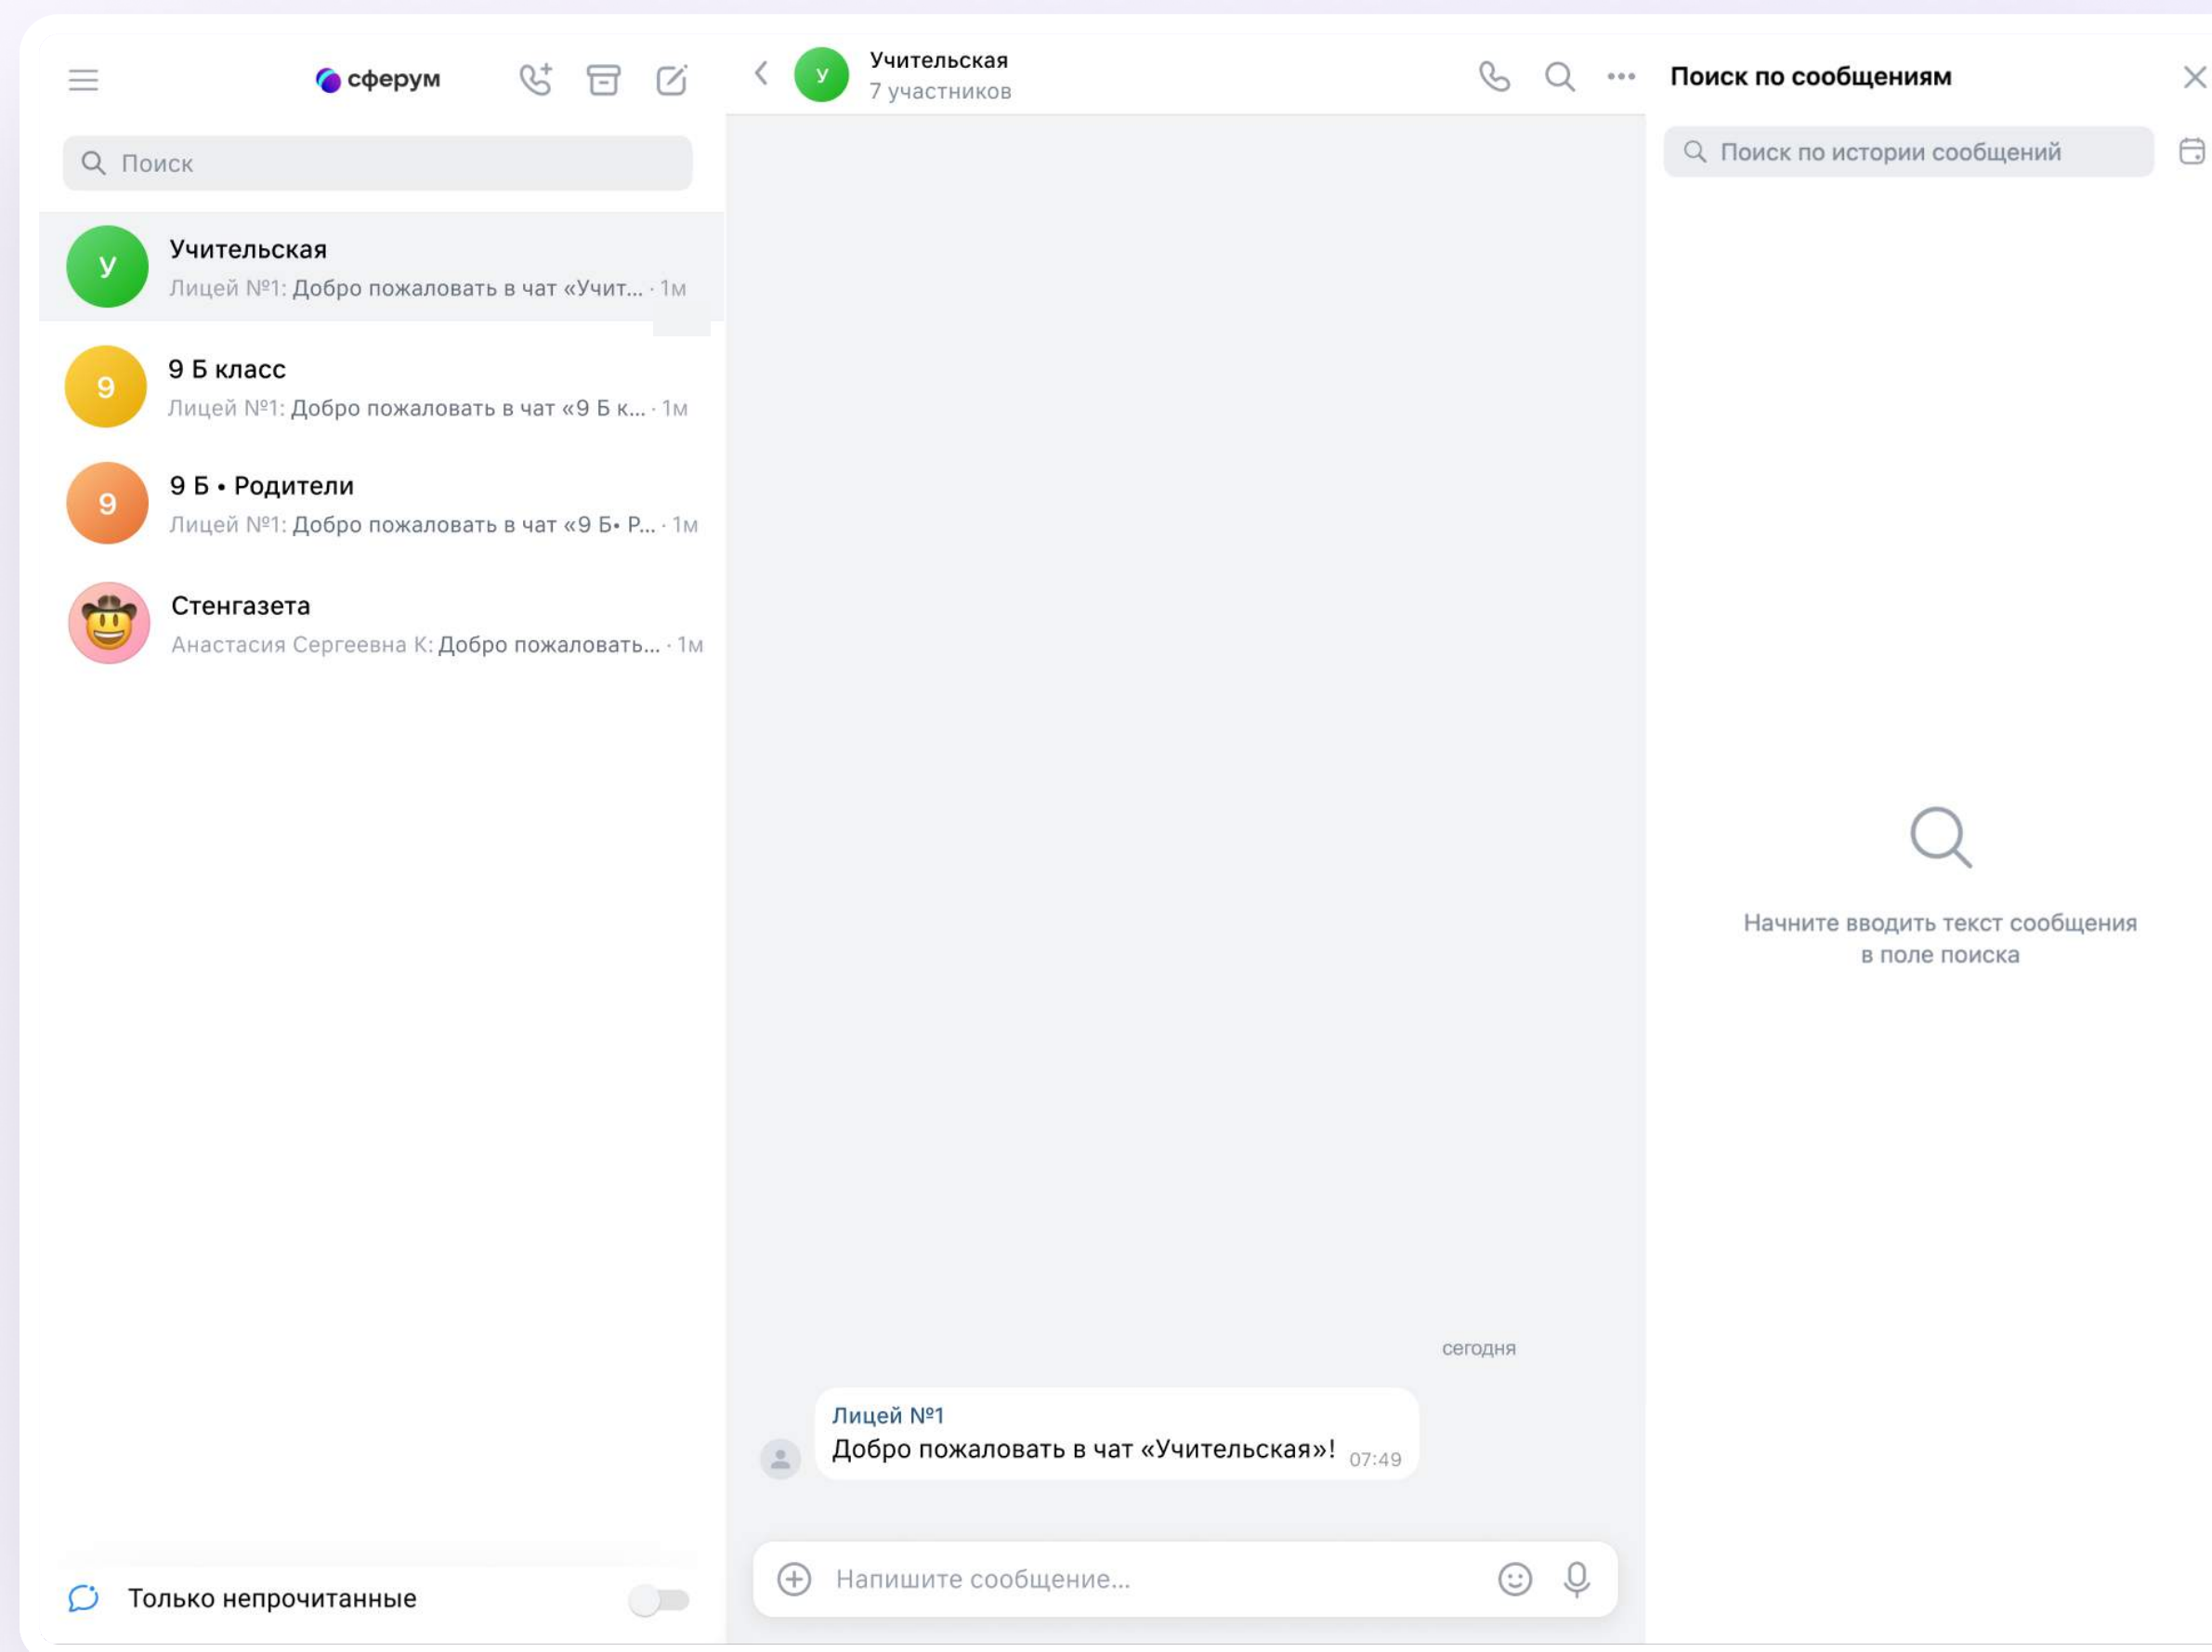 сферум
Поиск
У
Учительская
Лицей №1: Добро пожаловать в чат «Учит... · 1м
9
9 Б класс
Лицей №1: Добро пожаловать в чат «9 Б к... · 1м
9
9 Б • Родители
Лицей №1: Добро пожаловать в чат «9 Б• Р... · 1м
Стенгазета
Анастасия Сергеевна К: Добро пожаловать... · 1м
Только непрочитанные
У
Учительская
7 участников
сегодня
Лицей №1
Добро пожаловать в чат «Учительская»! 07:49
Напишите сообщение...
Поиск по сообщениям
Поиск по истории сообщений
Начните вводить текст сообщения
в поле поиска